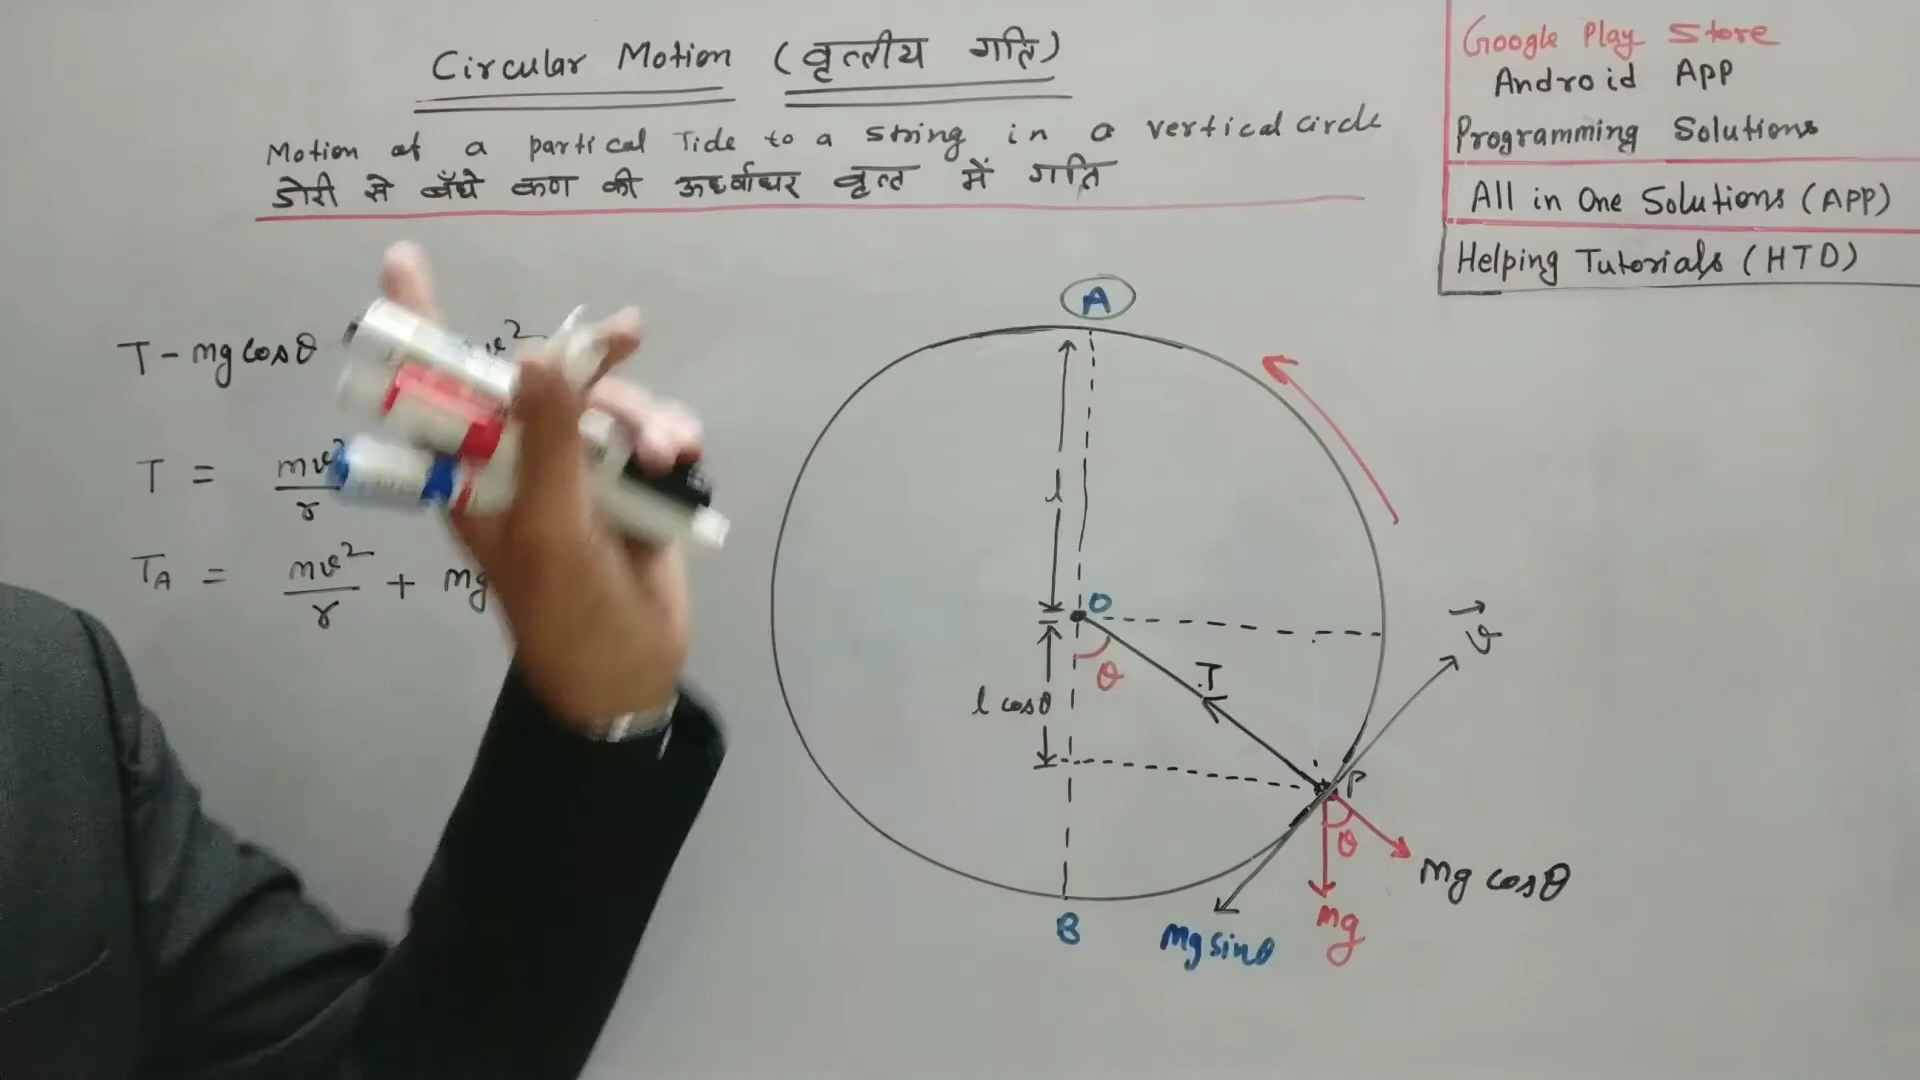 Circular Motion (वृत्तीय गति)
Motion of a partical Tide to a string in a vertical circle
डोरी से बँधे कण की ऊर्ध्वाधर वृत्त में गति
Google Play Store
Android App
Programming Solutions
All in One Solutions (APP)
Helping Tutorials (HTD)
T - mg cosθ
T = mv²/r
T_A = mv²/r + mg
A
l
O
θ
T
l cosθ
v
P
θ
mg cosθ
mg
mg sinθ
B